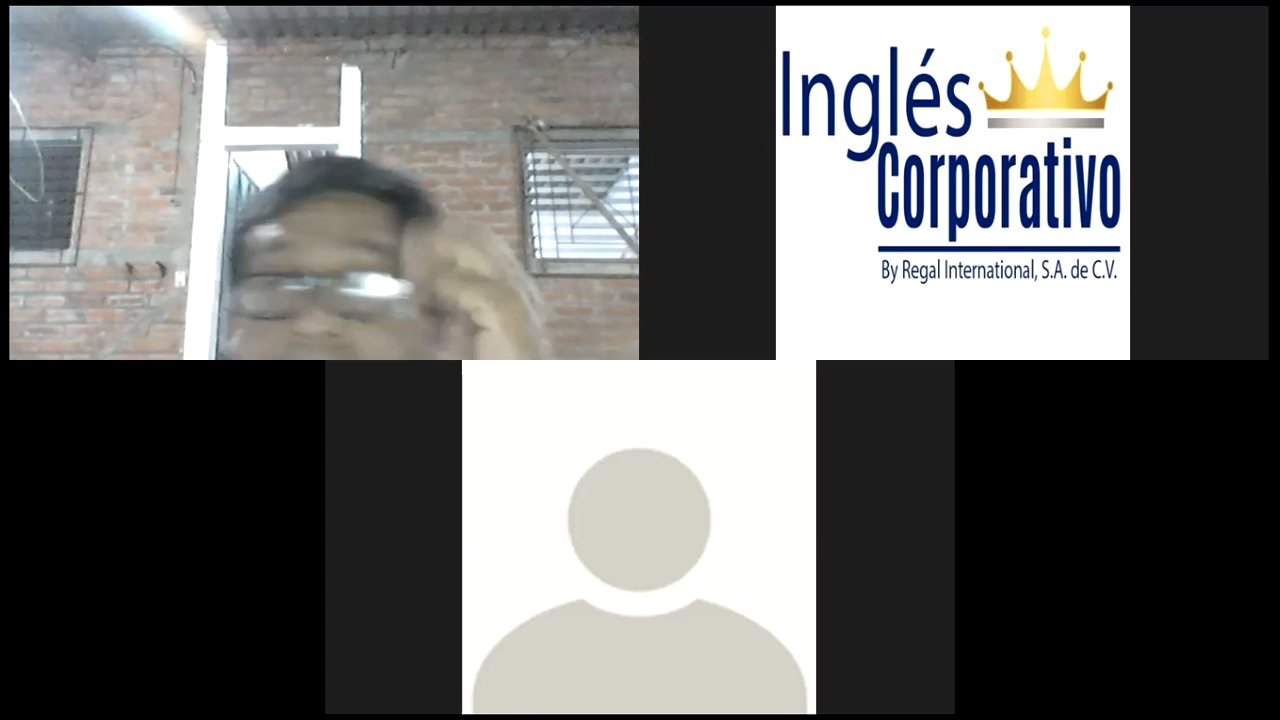 Inglés
Corporativo
By Regal International, S.A. de C.V.